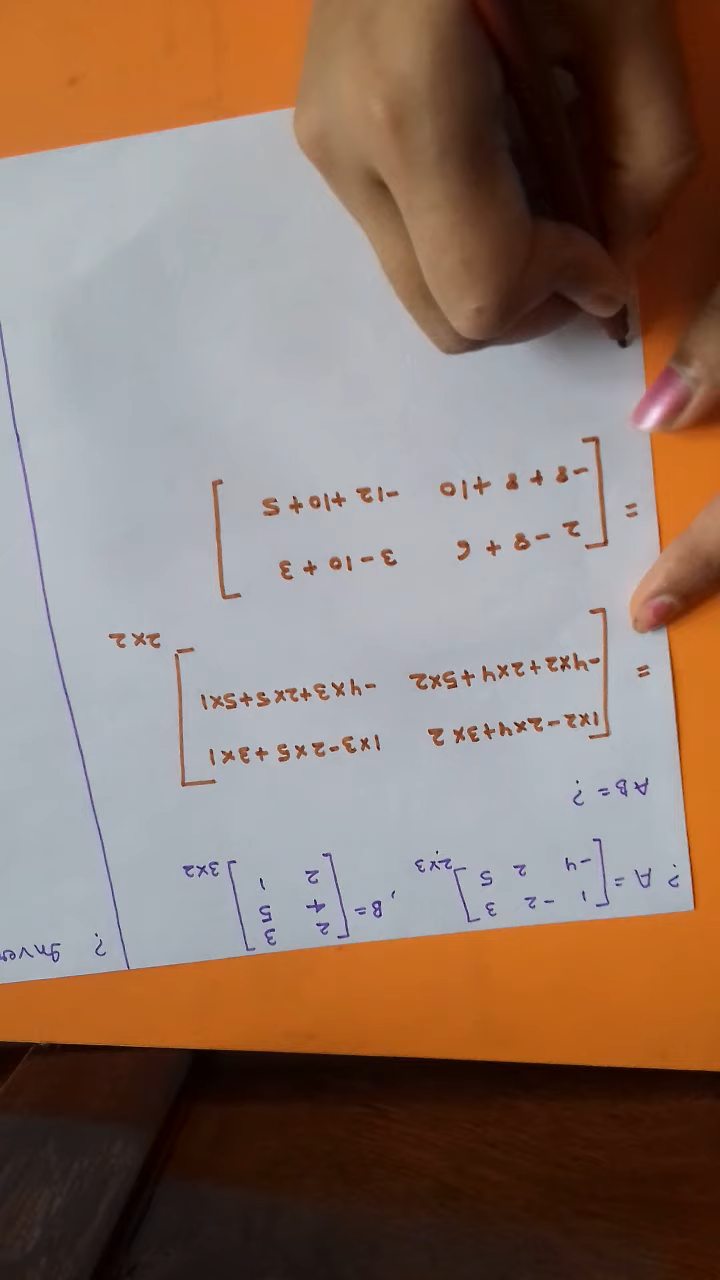 ? A = [ 1 -2 3 -4 2 5 ] 2x3 , B = [ 2 3 4 5 2 1 ] 3x2
AB = ?
= [ 1x2-2x4+3x2 1x3-2x5+3x1
-4x2+2x4+5x2 -4x3+2x5+5x1 ] 2x2
= [ 2 -8 + 6 3 - 10 + 3
-8 + 8 +10 -12 +10+ 5 ]
?